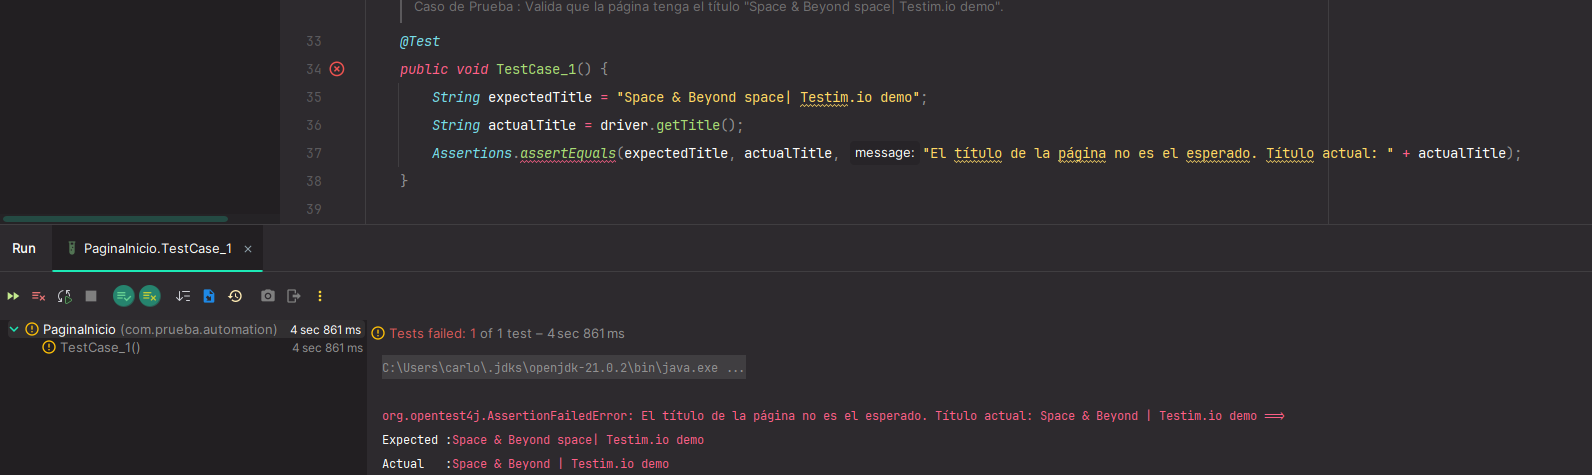 Caso de Prueba : Valida que la página tenga el título "Space & Beyond space| Testim.io demo".
33 @Test
34 public void TestCase_1() {
35 String expectedTitle = "Space & Beyond space| Testim.io demo";
36 String actualTitle = driver.getTitle();
37 Assertions.assertEquals(expectedTitle, actualTitle, message: "El título de la página no es el esperado. Título actual: " + actualTitle);
38 }
39
Run PaginaInicio.TestCase_1 ×
PaginaInicio (com.prueba.automation) 4 sec 861 ms
TestCase_1() 4 sec 861 ms
Tests failed: 1 of 1 test – 4 sec 861 ms
C:\Users\carlo\.jdks\openjdk-21.0.2\bin\java.exe ...
org.opentest4j.AssertionFailedError: El título de la página no es el esperado. Título actual: Space & Beyond | Testim.io demo ==>
Expected :Space & Beyond space| Testim.io demo
Actual   :Space & Beyond | Testim.io demo